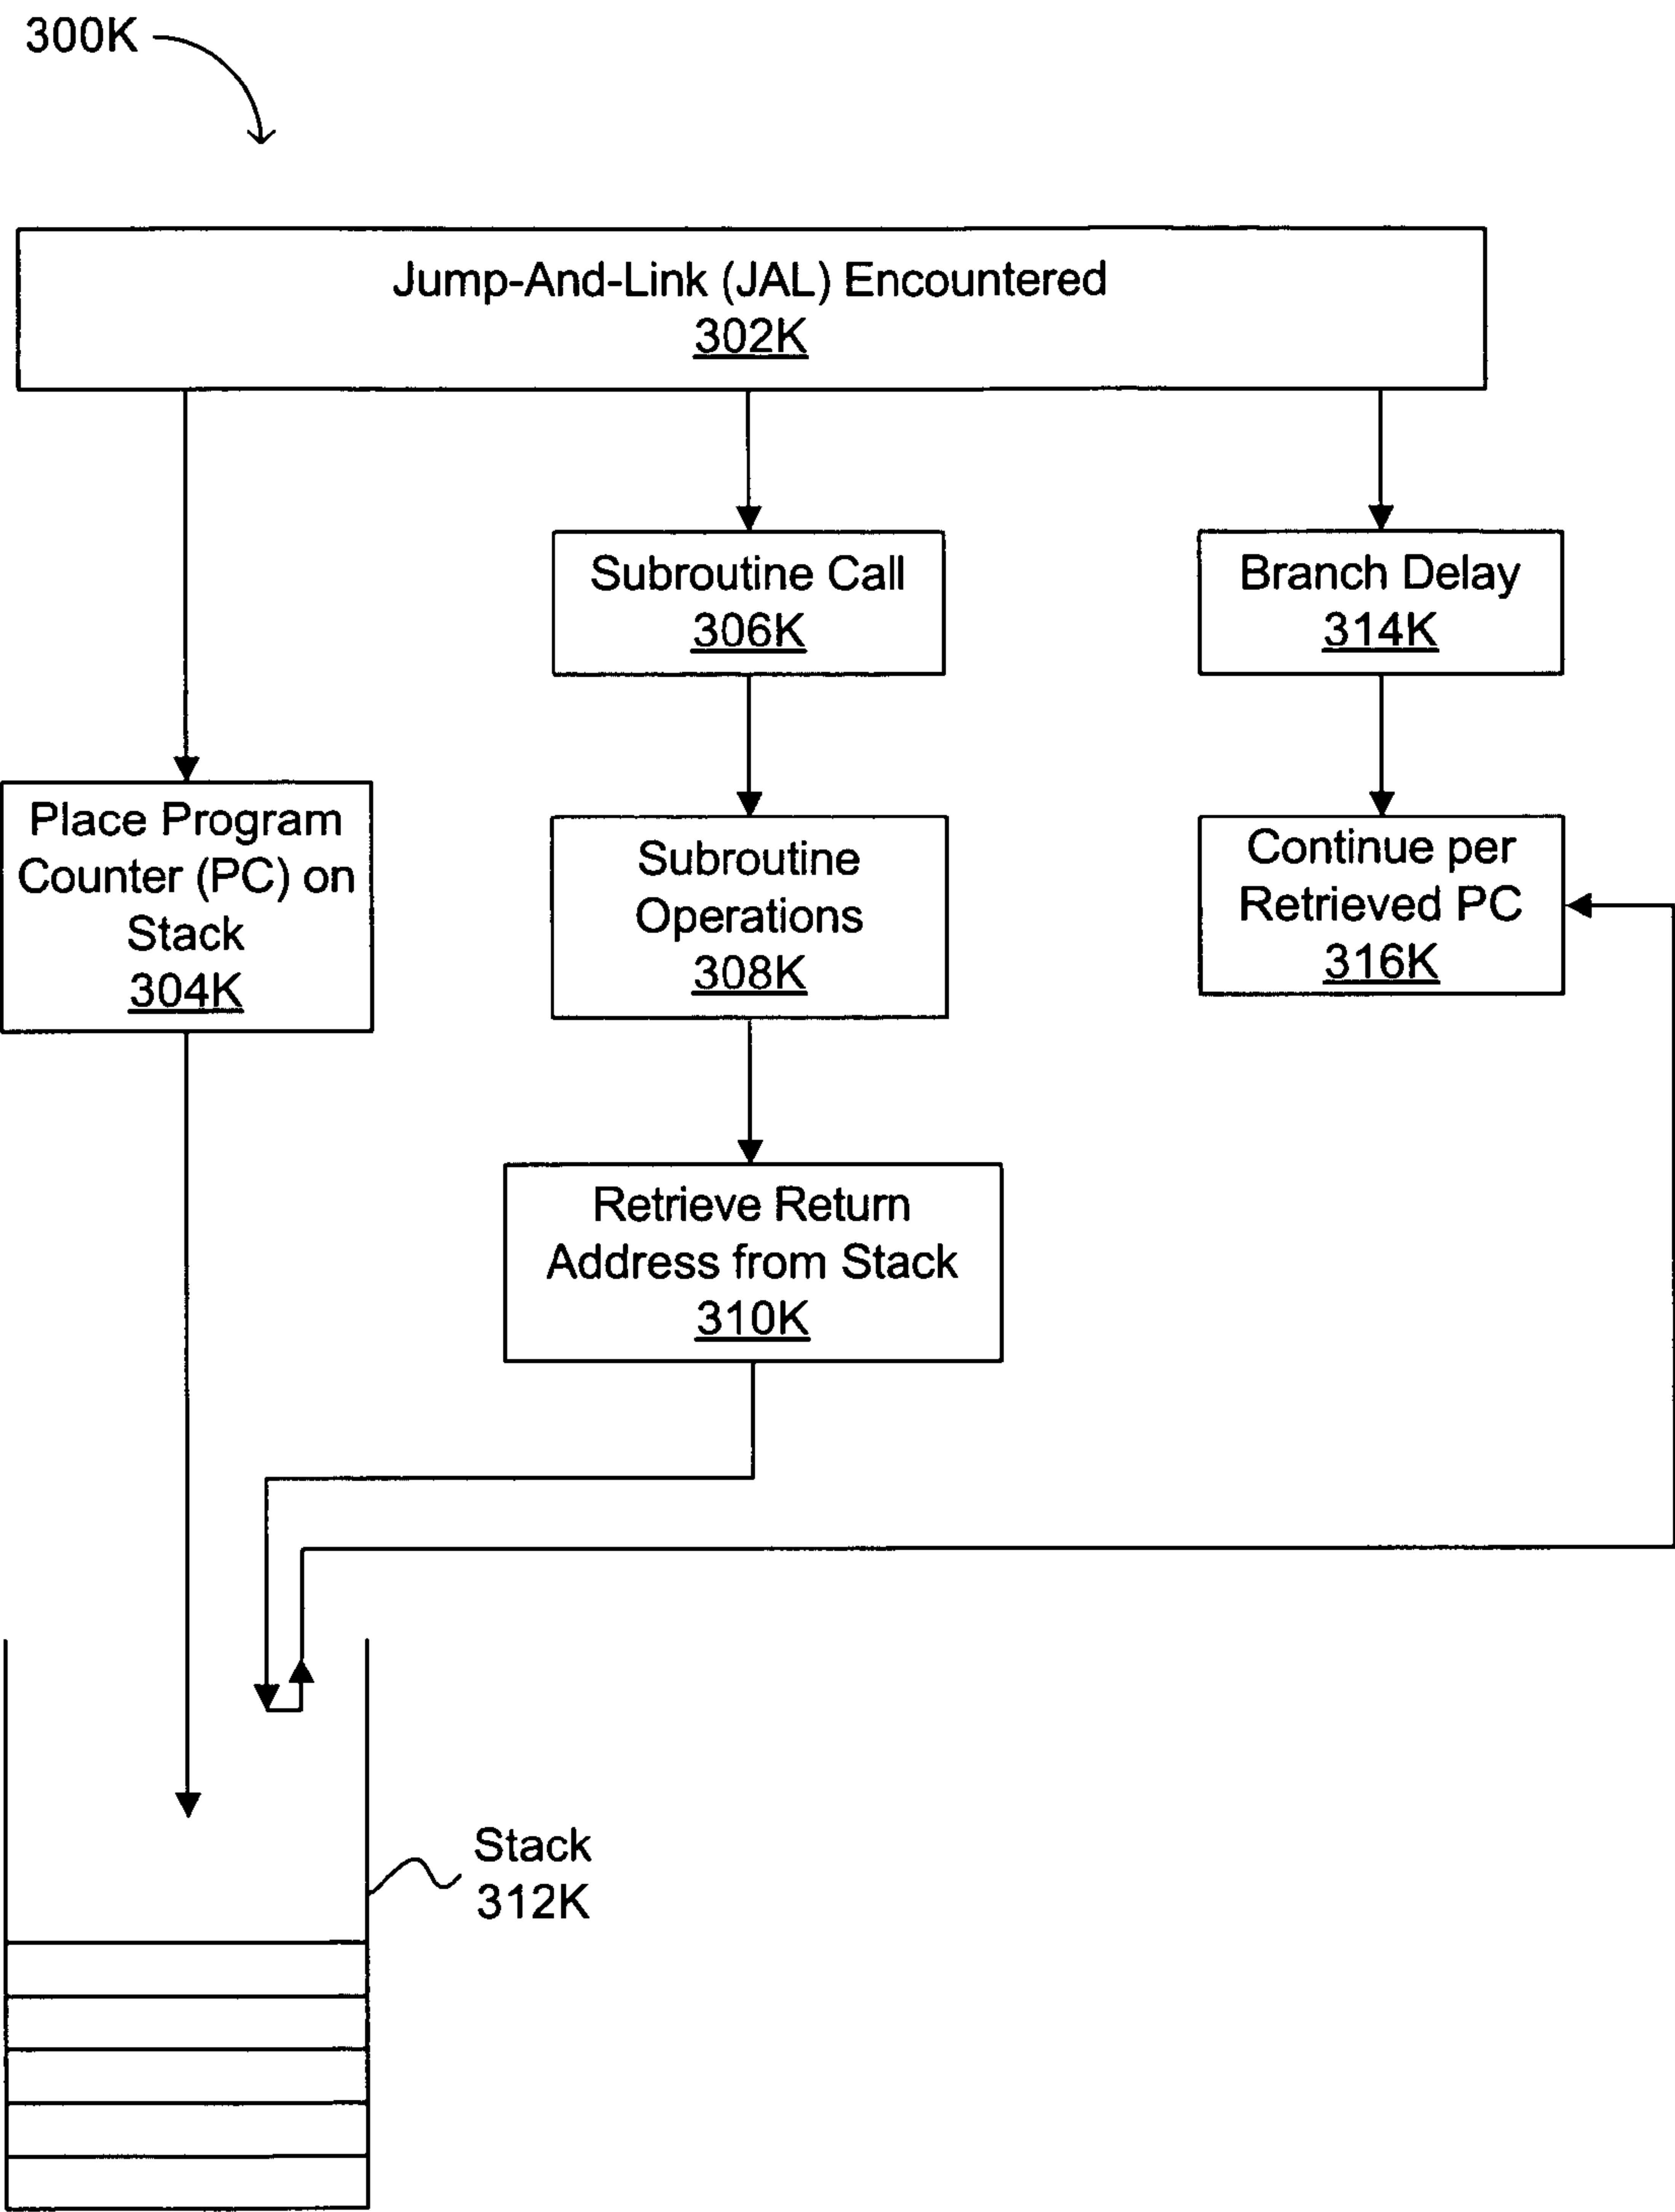 300K
Jump-And-Link (JAL) Encountered
302K
Subroutine Call
306K
Branch Delay
314K
Place Program
Counter (PC) on
Stack
304K
Subroutine
Operations
308K
Continue per
Retrieved PC
316K
Retrieve Return
Address from Stack
310K
Stack
312K